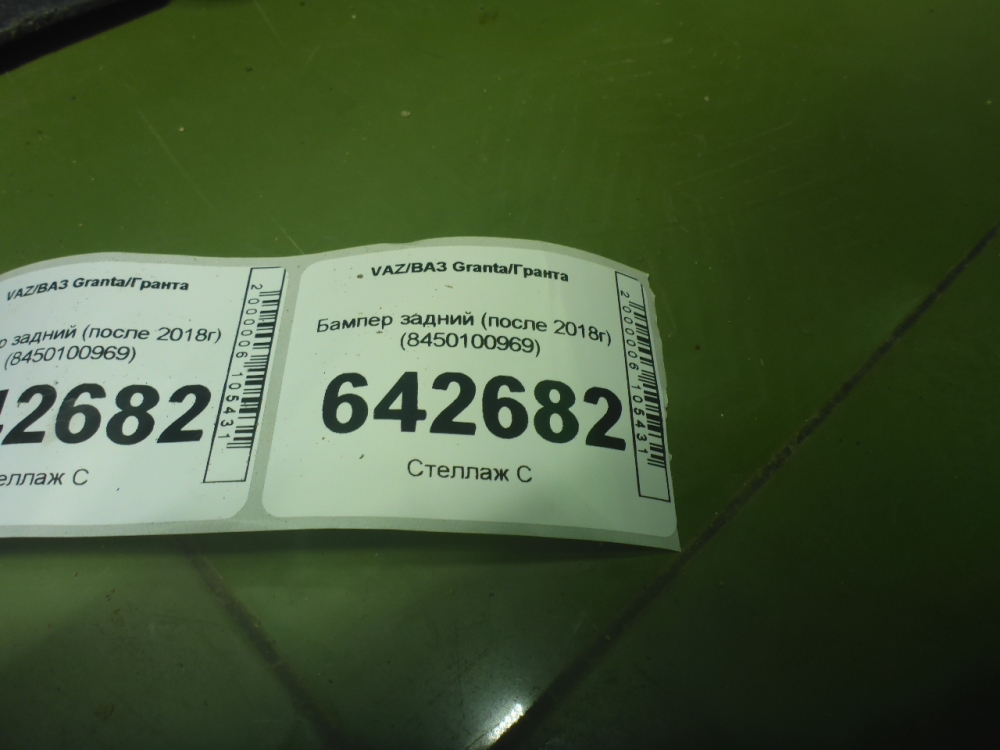 VAZ/ВАЗ Granta/Гранта
р задний (после 2018г)
(8450100969)
42682
еллаж С
2000006105431
VAZ/ВАЗ Granta/Гранта
Бампер задний (после 2018г)
(8450100969)
642682
Стеллаж С
2000006105431